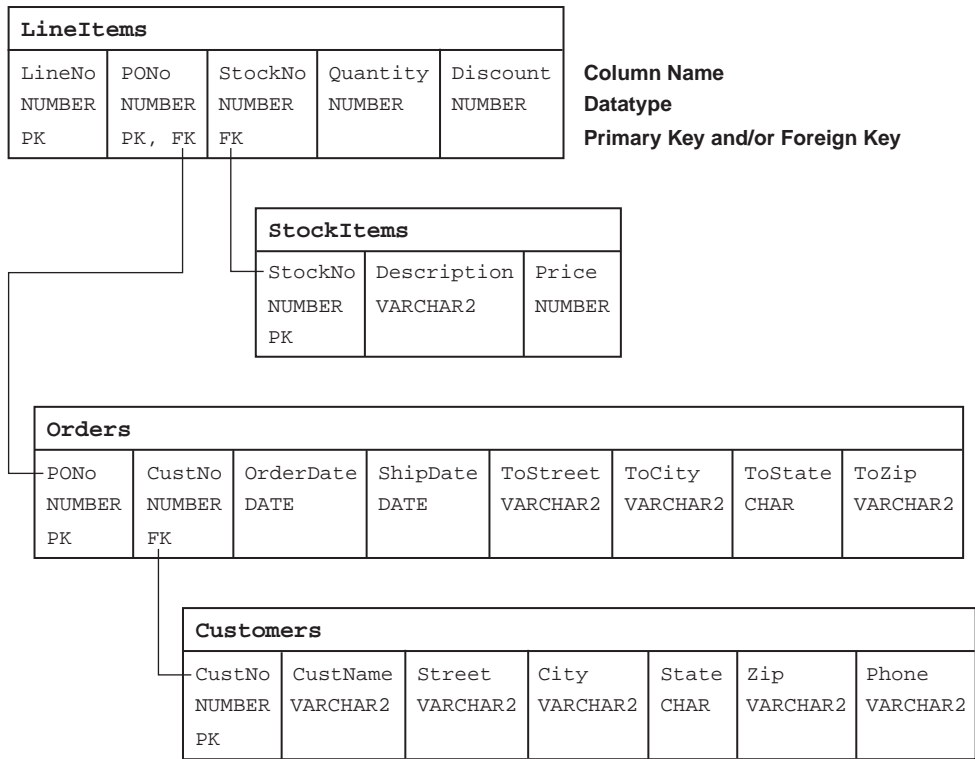 LineItems
LineNo PONo StockNo Quantity Discount Column Name
NUMBER NUMBER NUMBER NUMBER NUMBER Datatype
PK PK, FK FK Primary Key and/or Foreign Key
StockItems
StockNo Description Price
NUMBER VARCHAR2 NUMBER
PK
Orders
PONo CustNo OrderDate ShipDate ToStreet ToCity ToState ToZip
NUMBER NUMBER DATE DATE VARCHAR2 VARCHAR2 CHAR VARCHAR2
PK FK
Customers
CustNo CustName Street City State Zip Phone
NUMBER VARCHAR2 VARCHAR2 VARCHAR2 CHAR VARCHAR2 VARCHAR2
PK